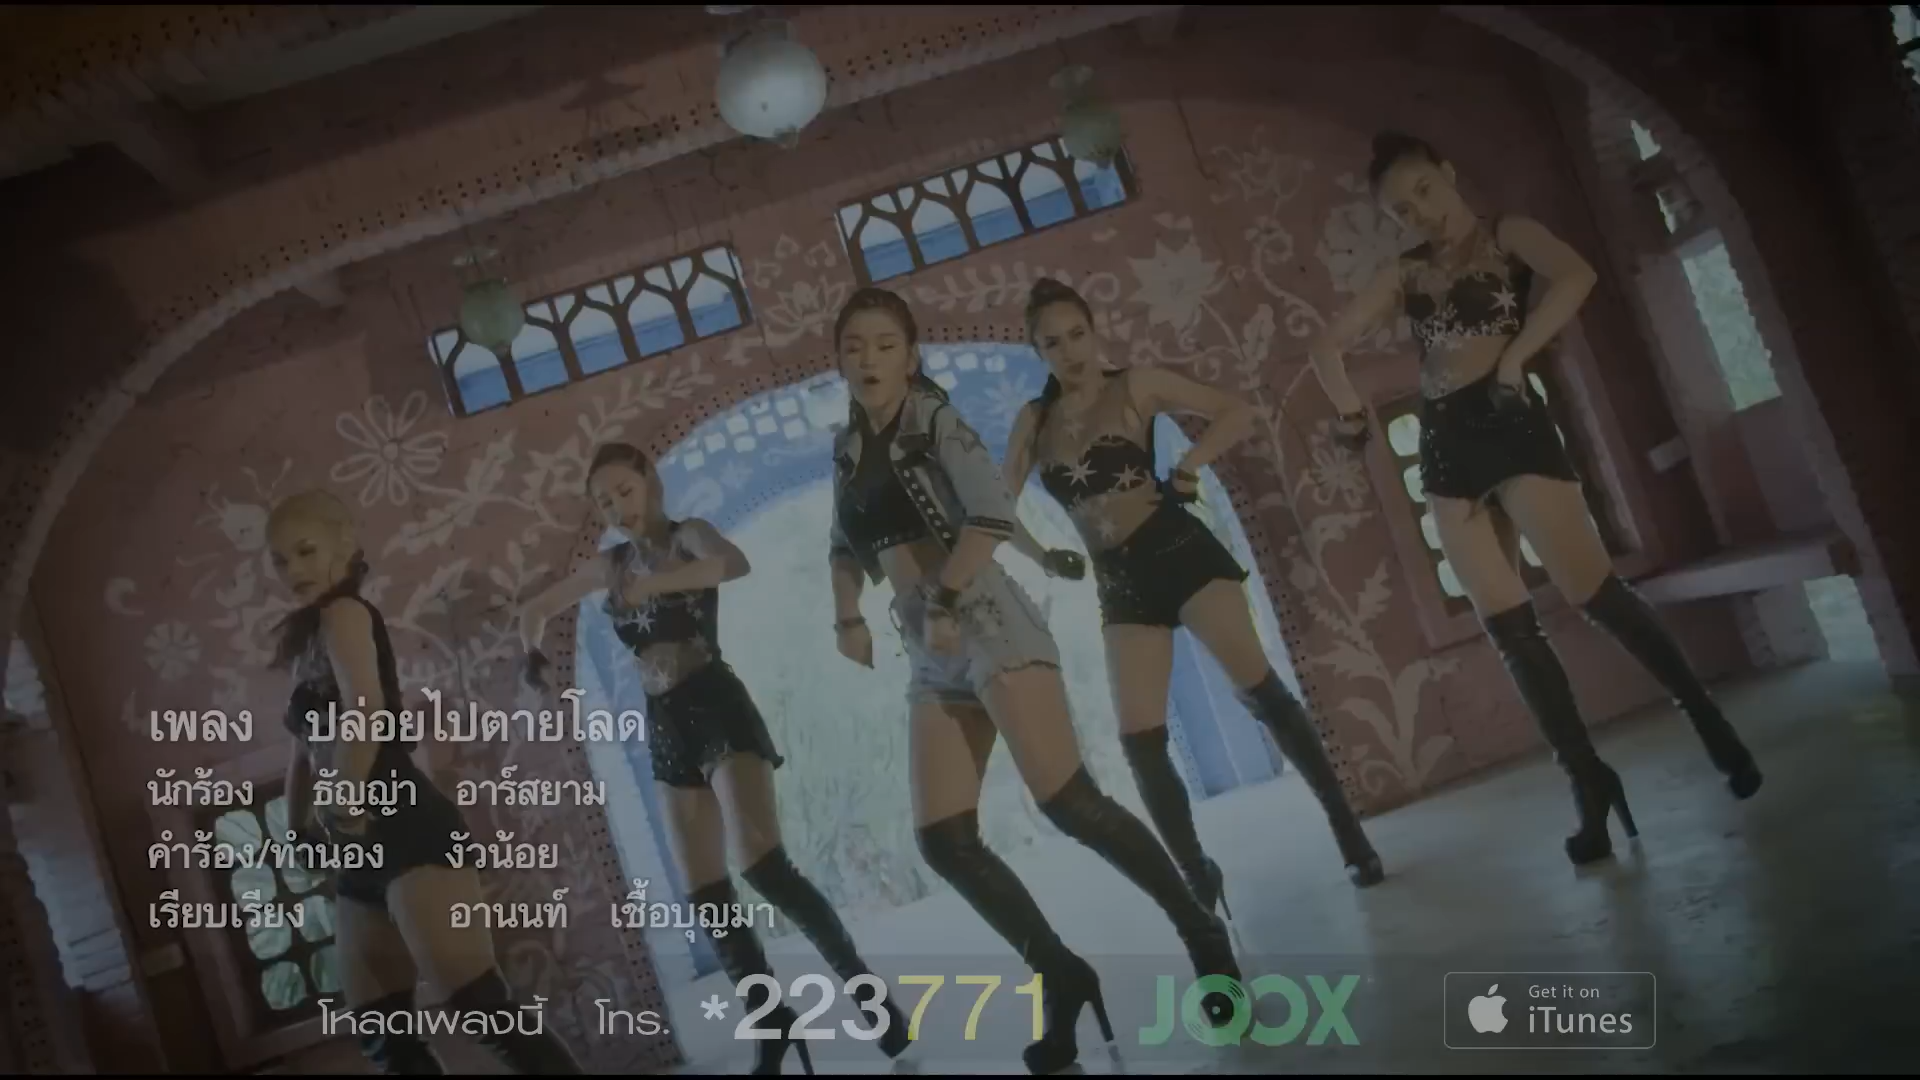 เพลง ปล่อยไปตายโลด
นักร้อง ธัญญ่า อาร์สยาม
คำร้อง/ทำนอง งัวน้อย
เรียบเรียง อานนท์ เชื้อบุญมา
โหลดเพลงนี้ โทร. *223771 JOOX Get it on iTunes